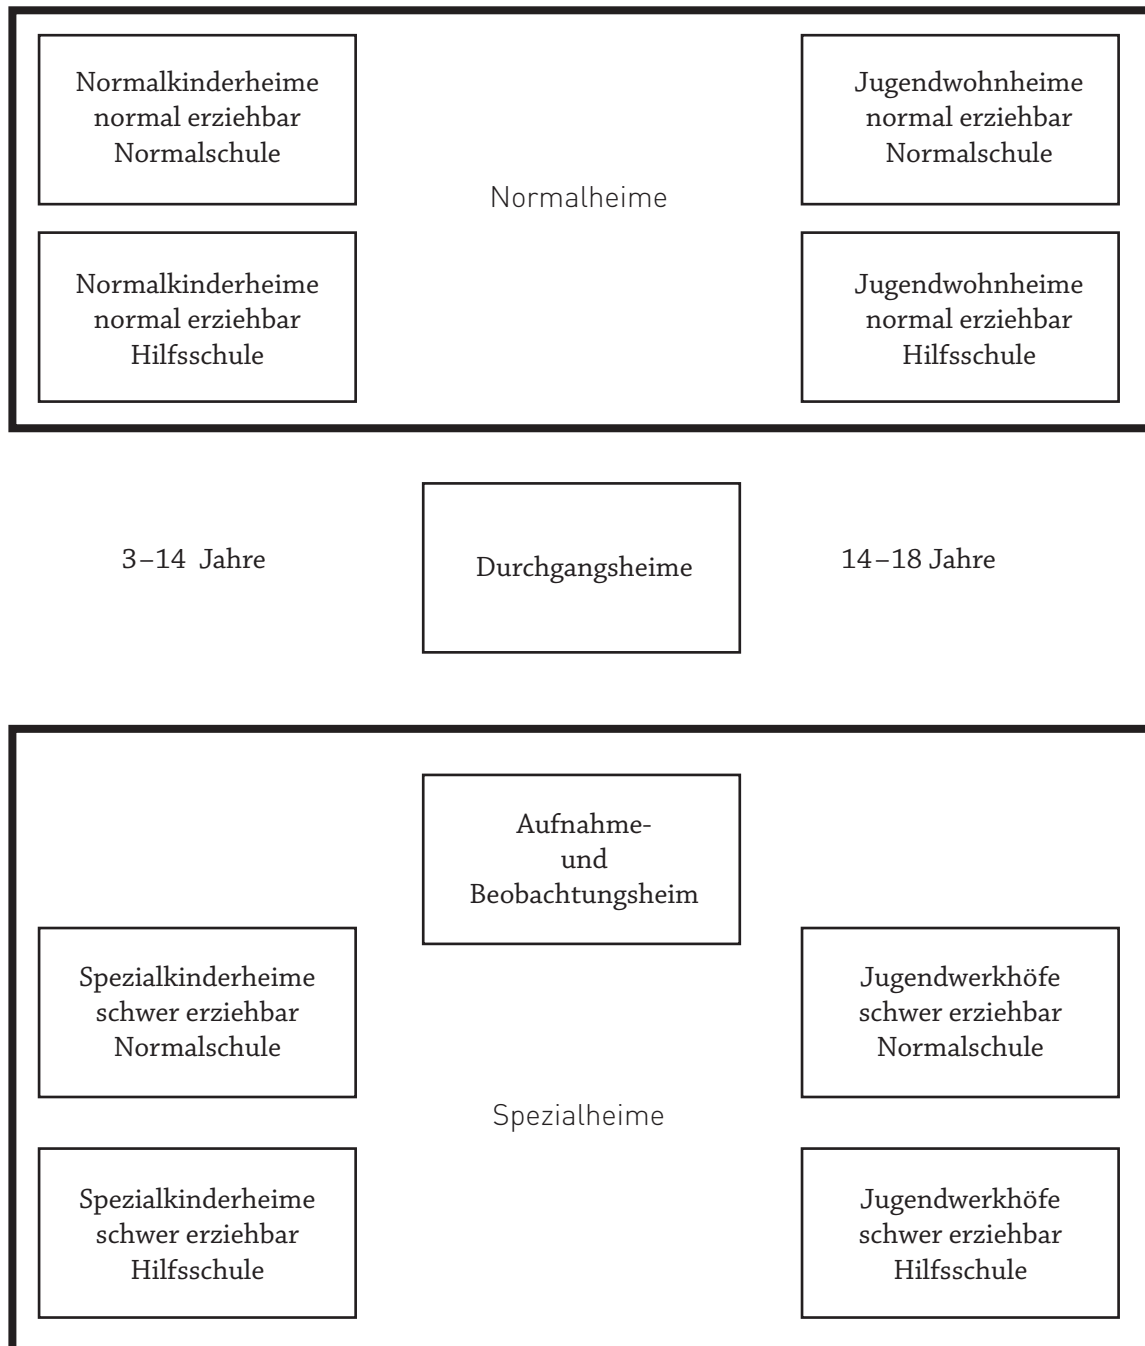 Normalkinderheime
normal erziehbar
Normalschule
Jugendwohnheime
normal erziehbar
Normalschule
Normalheime
Normalkinderheime
normal erziehbar
Hilfsschule
Jugendwohnheime
normal erziehbar
Hilfsschule
3–14 Jahre
Durchgangsheime
14–18 Jahre
Aufnahme-
und
Beobachtungsheim
Spezialkinderheime
schwer erziehbar
Normalschule
Jugendwerkhöfe
schwer erziehbar
Normalschule
Spezialheime
Spezialkinderheime
schwer erziehbar
Hilfsschule
Jugendwerkhöfe
schwer erziehbar
Hilfsschule